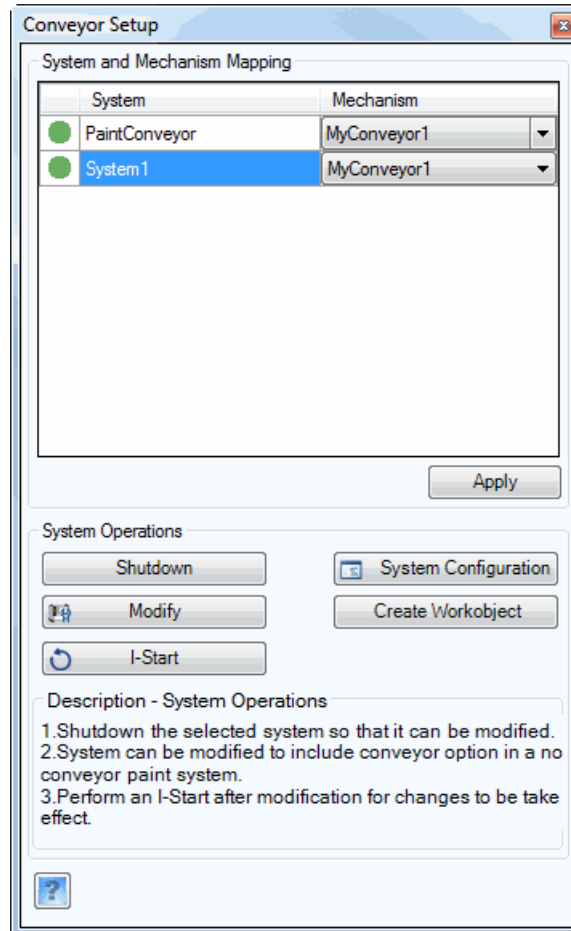 Conveyor Setup
System and Mechanism Mapping
System Mechanism
PaintConveyor MyConveyor1
System1 MyConveyor1
Apply
System Operations
Shutdown System Configuration
Modify Create Workobject
I-Start
Description - System Operations
1.Shutdown the selected system so that it can be modified.
2.System can be modified to include conveyor option in a no
conveyor paint system.
3.Perform an I-Start after modification for changes to be take
effect.
?